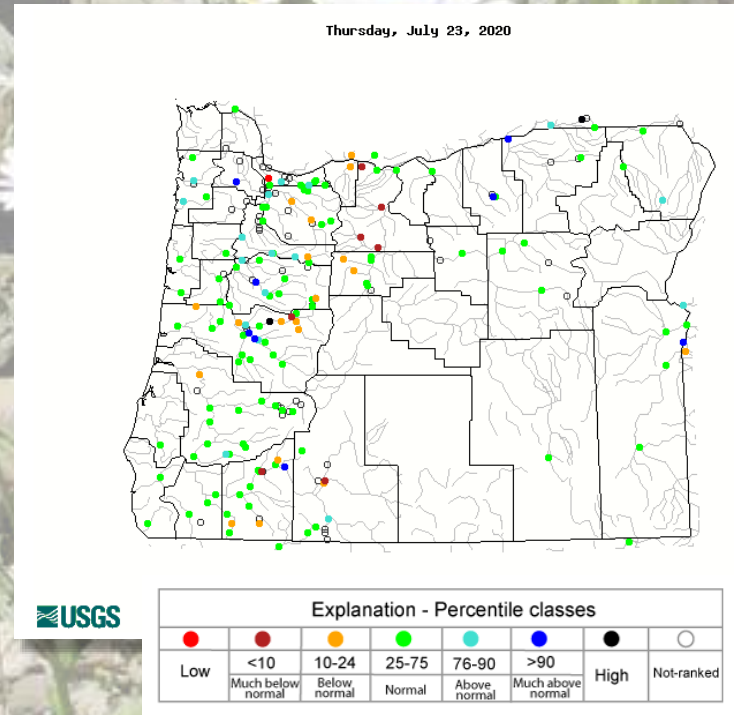 Thursday, July 23, 2020
USGS
Explanation - Percentile classes
Low <10 10-24 25-75 76-90 >90 High Not-ranked
Much below normal Below normal Normal Above normal Much above normal